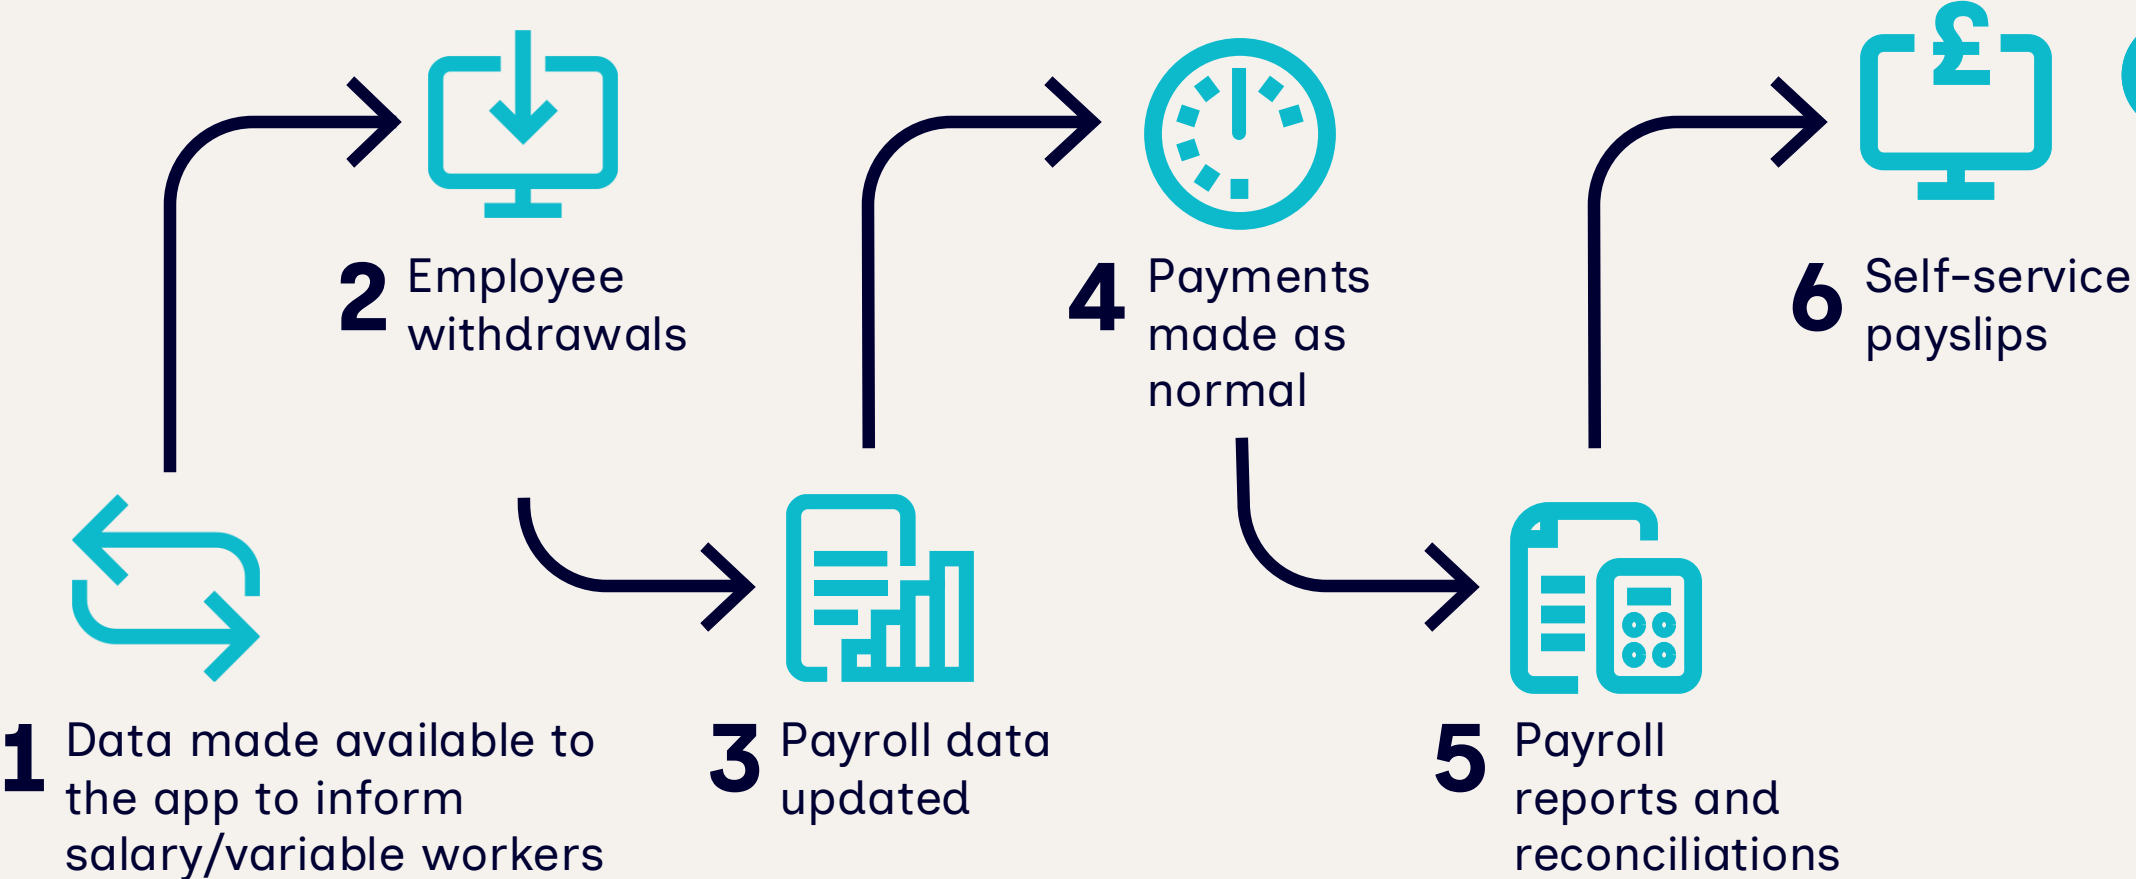 1 Data made available to
the app to inform
salary/variable workers
2 Employee
withdrawals
3 Payroll data
updated
4 Payments
made as
normal
5 Payroll
reports and
reconciliations
£
6 Self-service
payslips